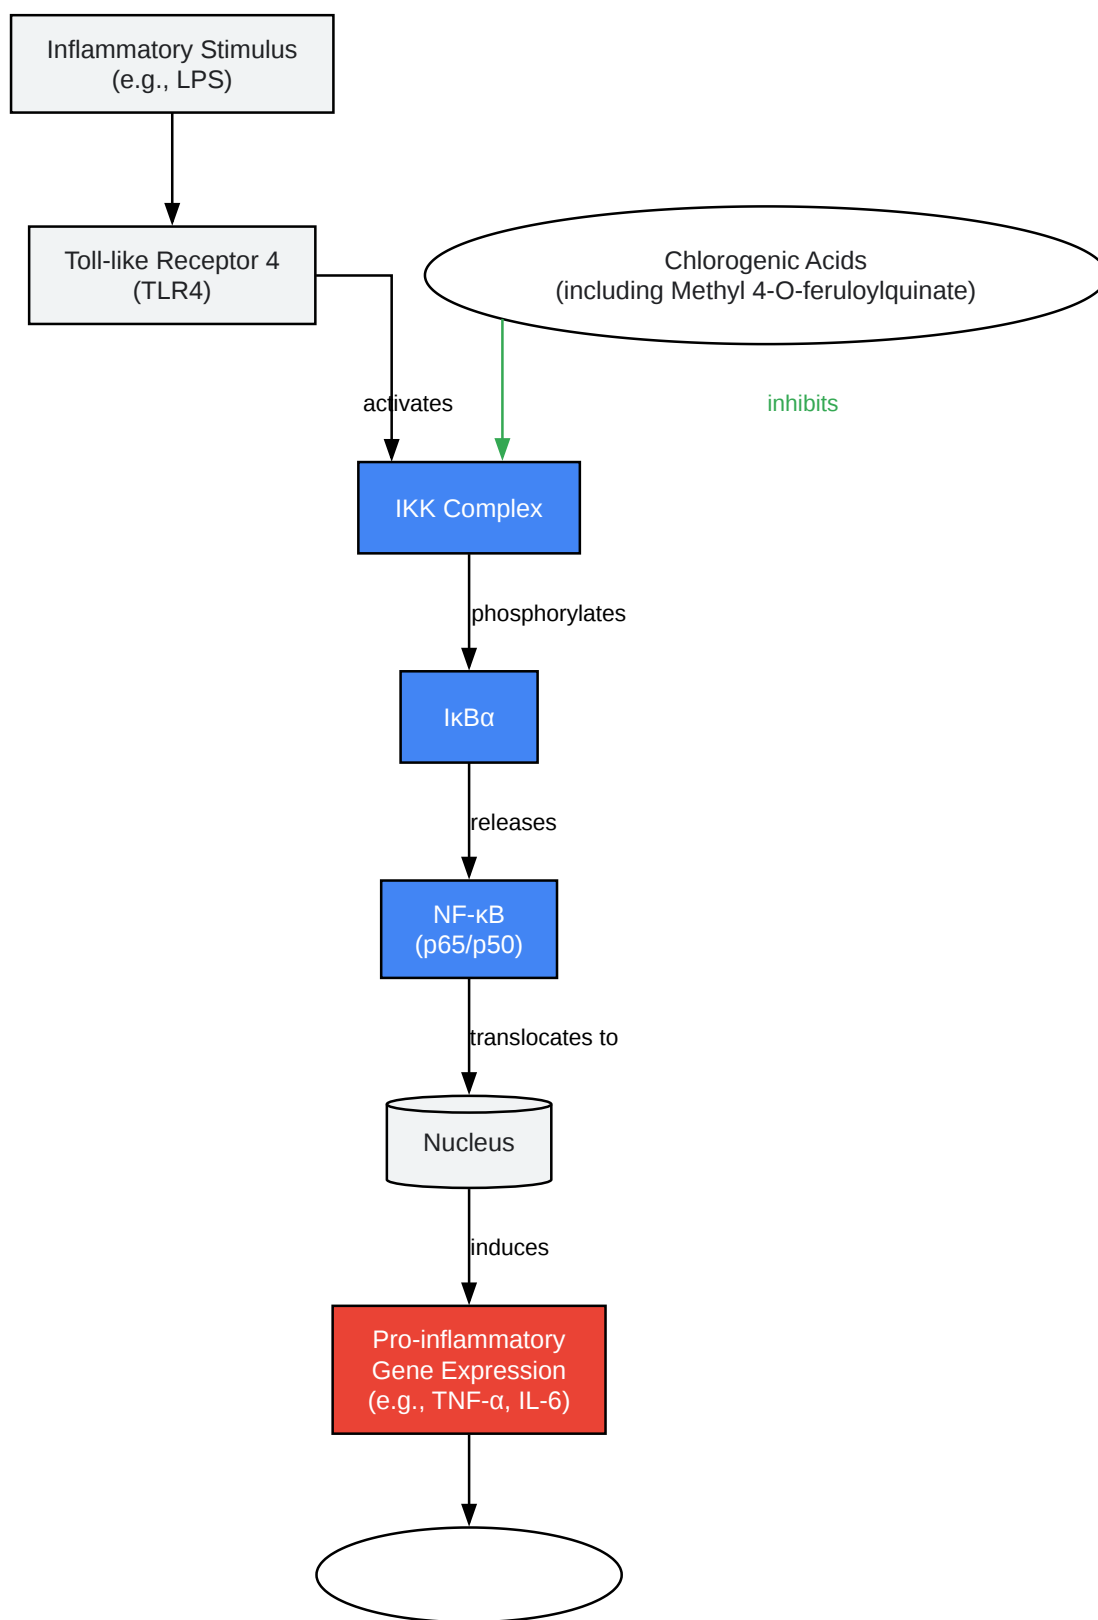 Inflammatory Stimulus
(e.g., LPS)
Toll-like Receptor 4
(TLR4)
Chlorogenic Acids
(including Methyl 4-O-feruloylquinate)
activates
inhibits
IKK Complex
phosphorylates
IκBα
releases
NF-κB
(p65/p50)
translocates to
Nucleus
induces
Pro-inflammatory
Gene Expression
(e.g., TNF-α, IL-6)